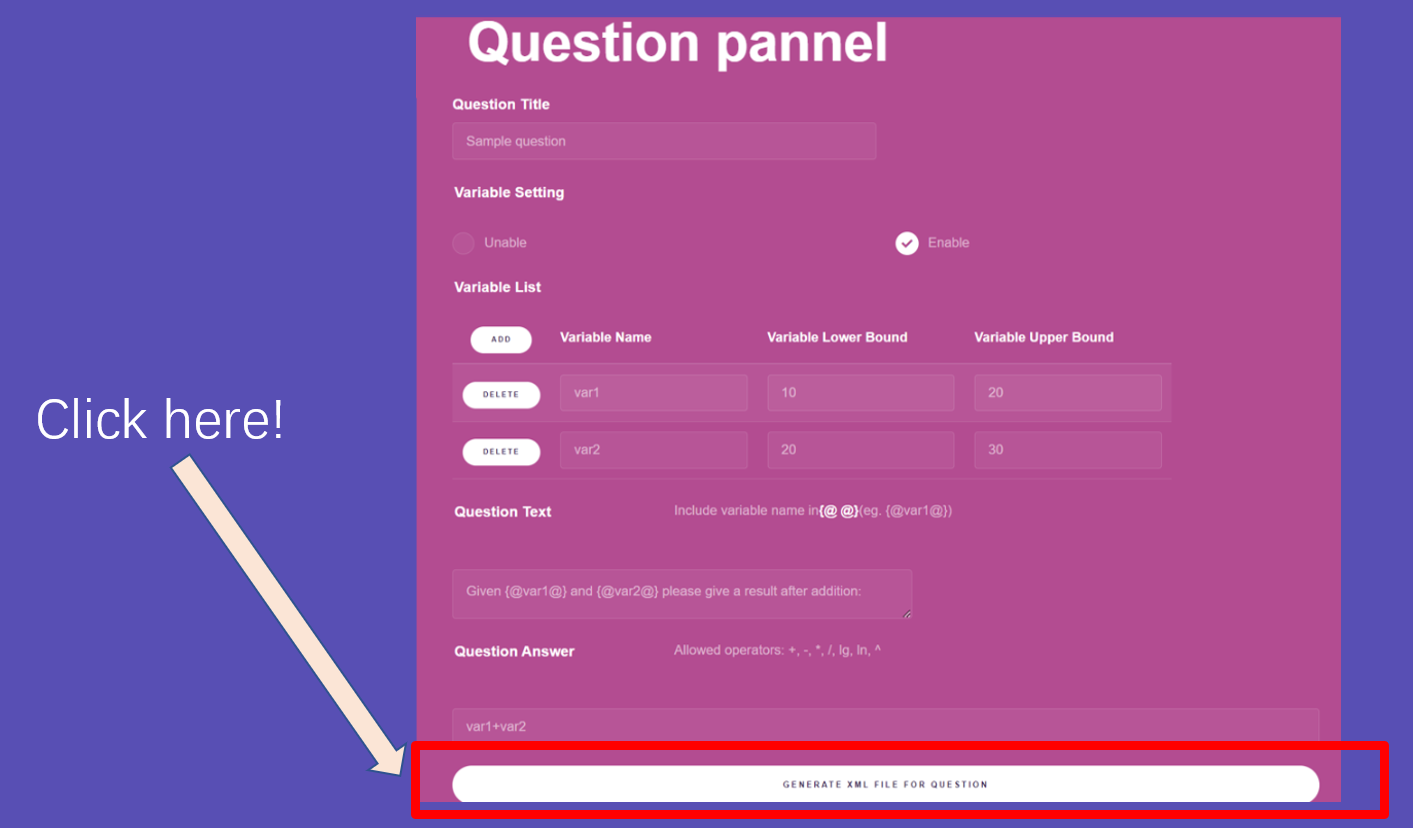 Question pannel
Question Title
Sample question
Variable Setting
Unable Enable
Variable List
ADD Variable Name Variable Lower Bound Variable Upper Bound
DELETE var1 10 20
Click here!
DELETE var2 20 30
Question Text Include variable name in{@ @}(eg. {@var1@})
Given {@var1@} and {@var2@} please give a result after addition:
Question Answer Allowed operators: +, -, *, /, lg, ln, ^
var1+var2
GENERATE XML FILE FOR QUESTION